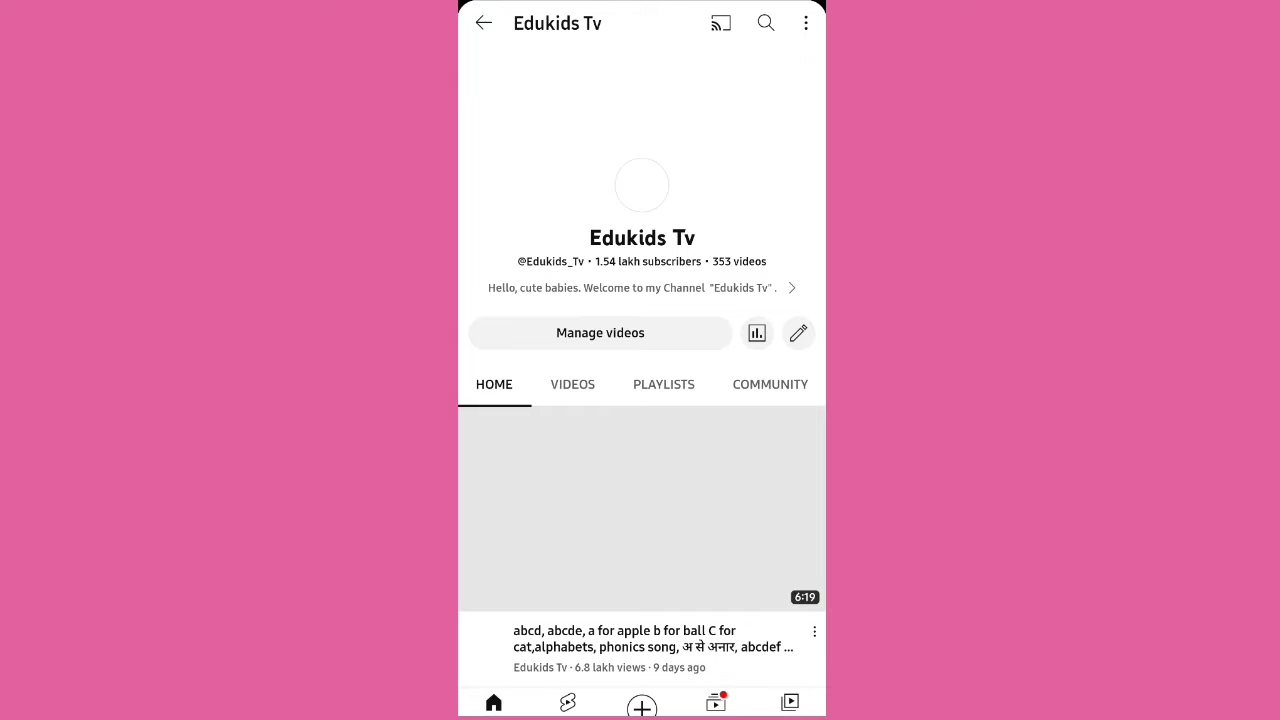 Edukids Tv
Edukids Tv
@Edukids_Tv • 1.54 lakh subscribers • 353 videos
Hello, cute babies. Welcome to my Channel "Edukids Tv" .
Manage videos
HOME VIDEOS PLAYLISTS COMMUNITY
6:19
abcd, abcde, a for apple b for ball C for
cat,alphabets, phonics song, अ से अनार, abcdef ...
Edukids Tv · 6.8 lakh views · 9 days ago